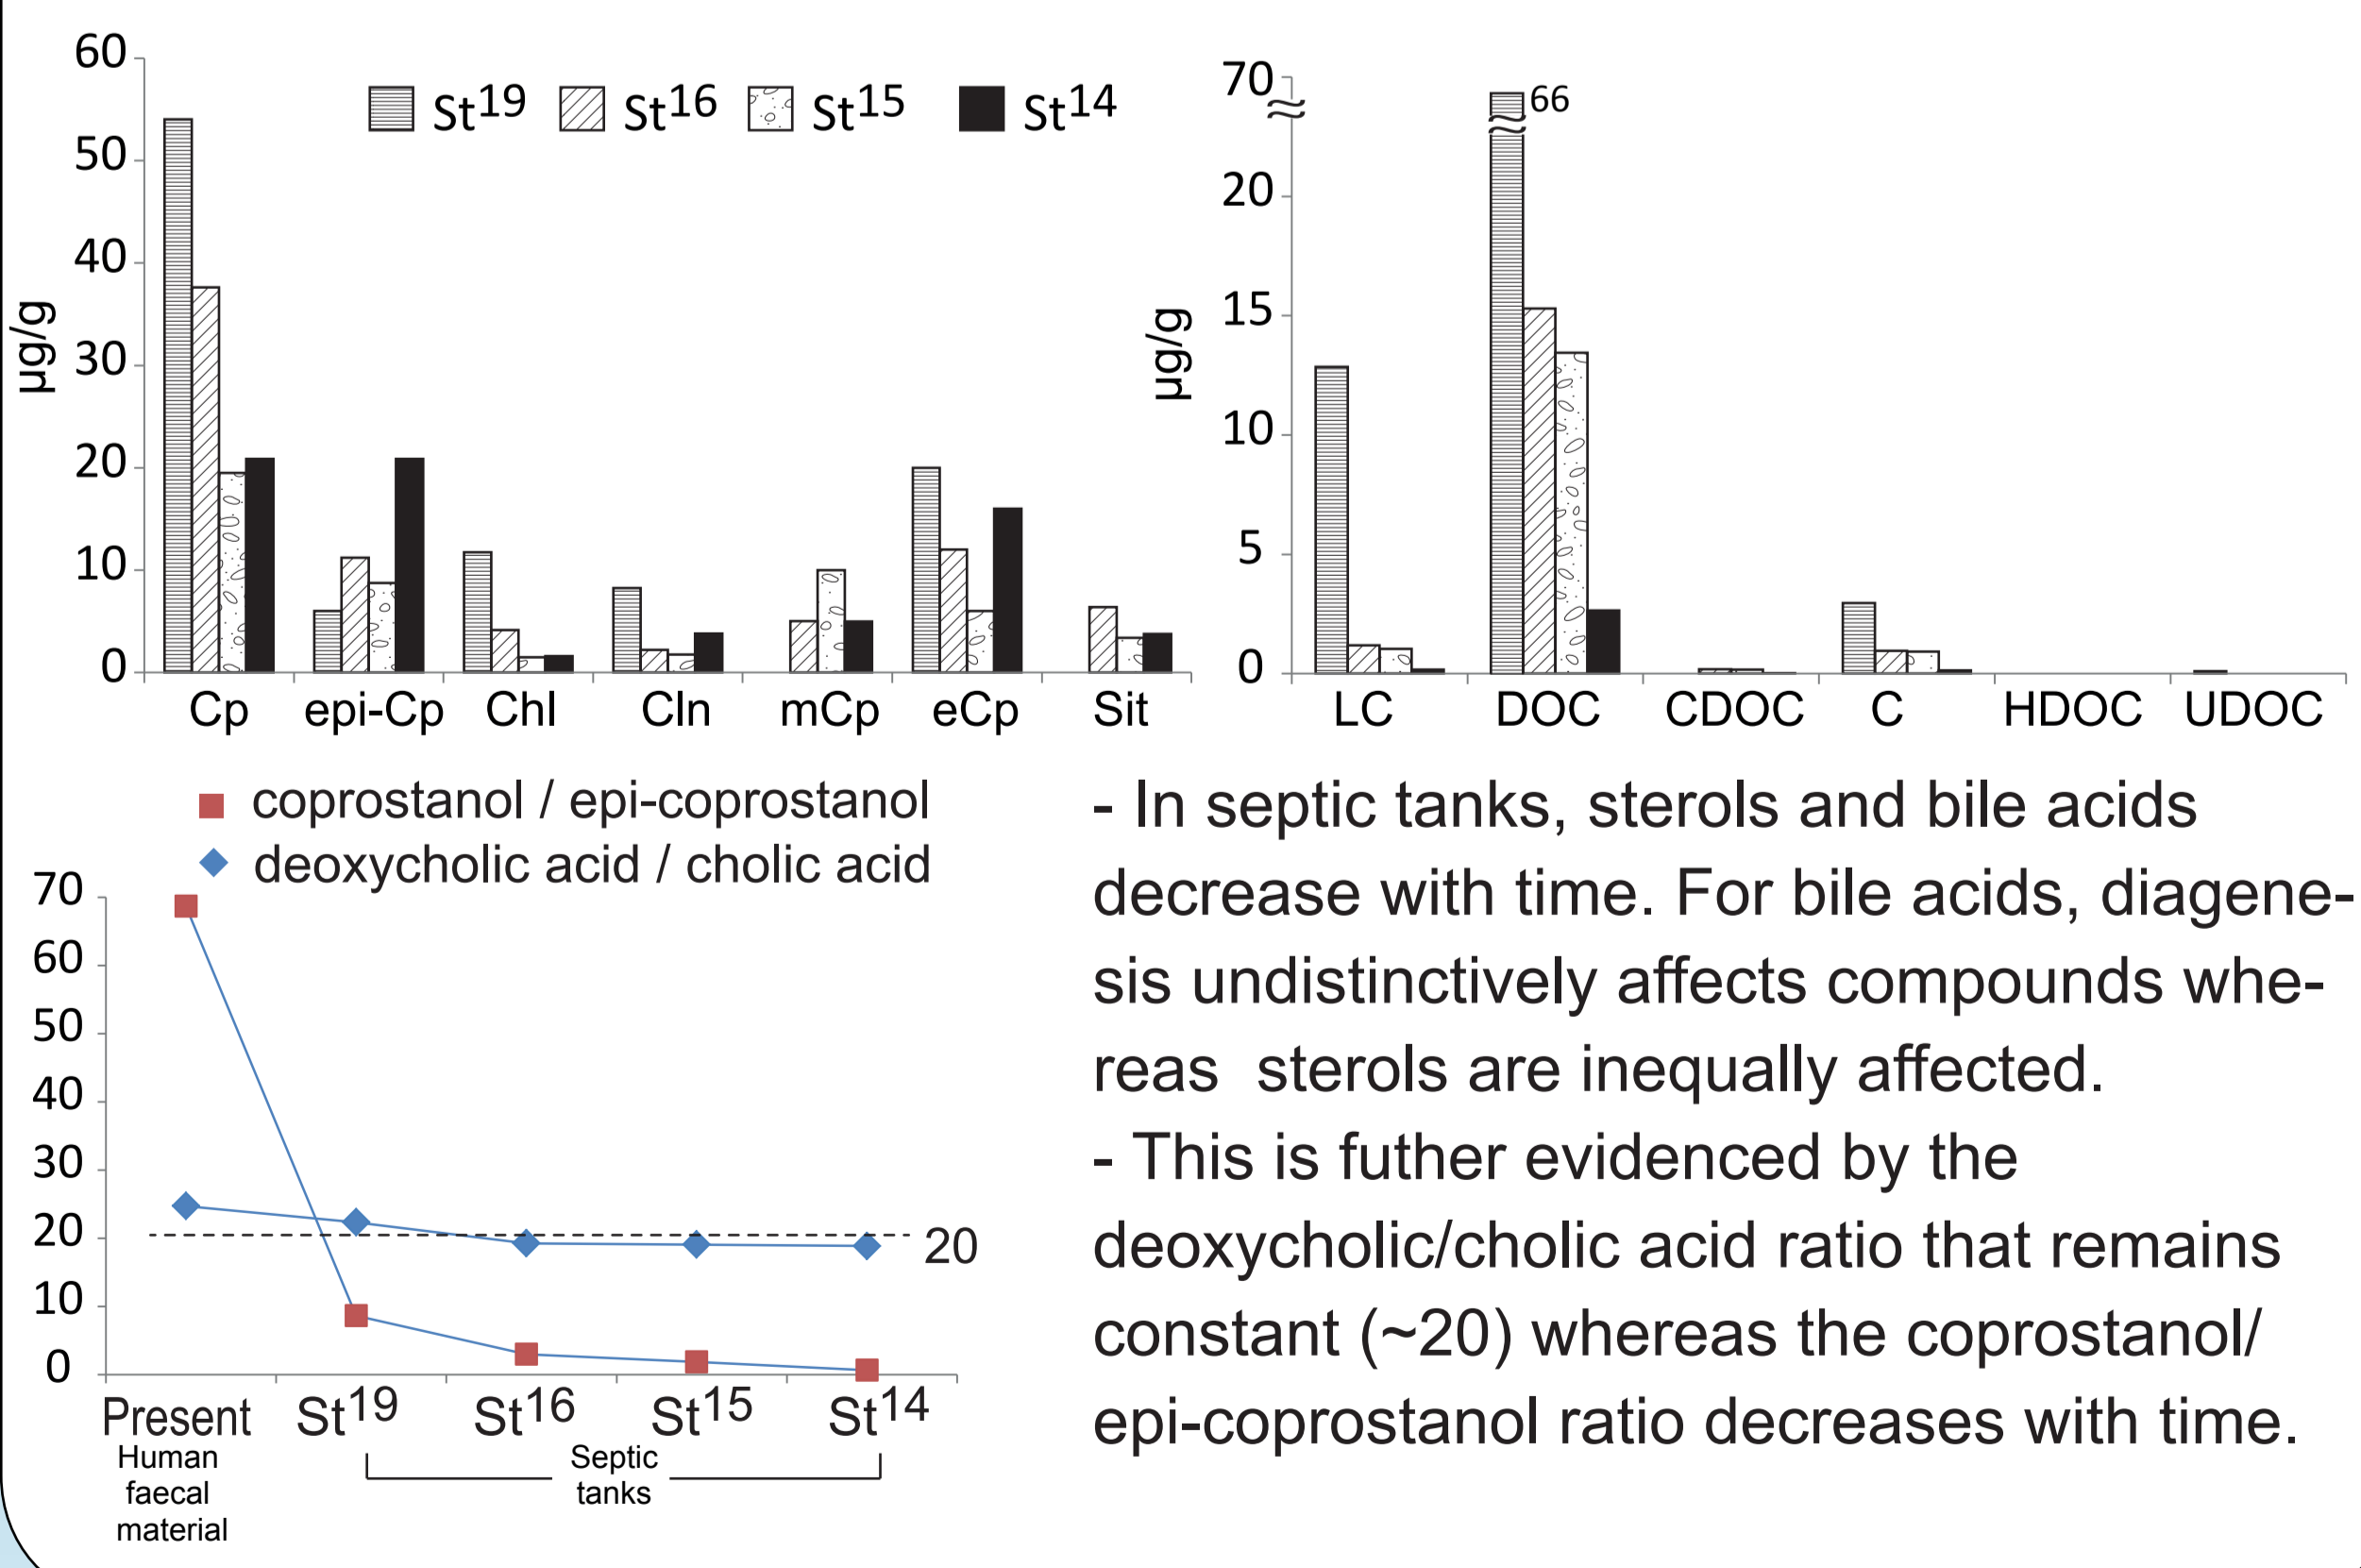 60
50
40
30
20
10
0
µg/g
St19
St16
St15
St14
Cp epi-Cp Chl Cln mCp eCp Sit
70
20
15
10
5
0
µg/g
66
LC DOC CDOC C HDOC UDOC
coprostanol / epi-coprostanol
deoxycholic acid / cholic acid
70
60
50
40
30
20
10
0
20
Present St19 St16 St15 St14
Human
faecal
material
Septic
tanks
- In septic tanks, sterols and bile acids
decrease with time. For bile acids, diagene-
sis undistinctively affects compounds whe-
reas sterols are inequally affected.
- This is futher evidenced by the
deoxycholic/cholic acid ratio that remains
constant (~20) whereas the coprostanol/
epi-coprostanol ratio decreases with time.